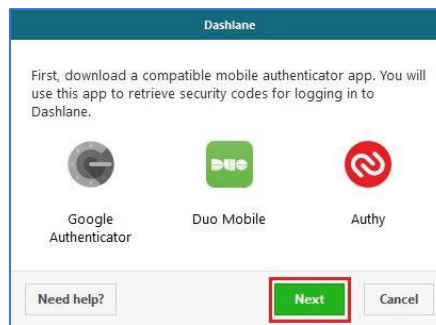 Dashlane
First, download a compatible mobile authenticator app. You will
use this app to retrieve security codes for logging in to
Dashlane.
DUO
Google
Authenticator
Duo Mobile
Authy
Need help?
Next
Cancel